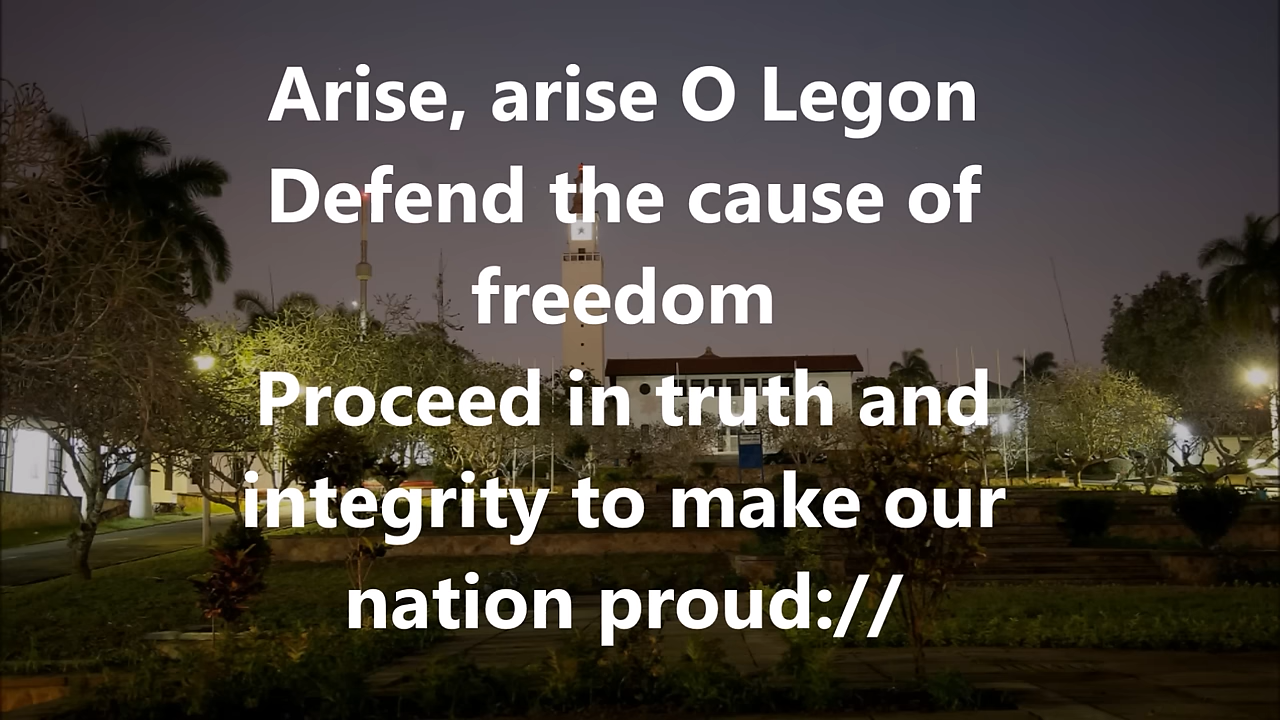 Arise, arise O Legon
Defend the cause of
freedom
Proceed in truth and
integrity to make our
nation proud://